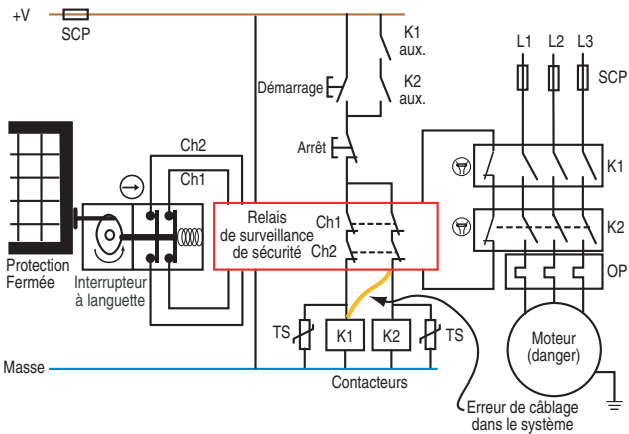 +V
SCP
K1
aux.
K2
aux.
Démarrage
Arrêt
L1 L2 L3
SCP
K1
K2
OP
Moteur
(danger)
Ch2
Ch1
Relais
de surveillance
de sécurité
Ch1
Ch2
Protection
Fermée
Interrupteur
à languette
TS
K1
K2
TS
Masse
Contacteurs
Erreur de câblage
dans le système